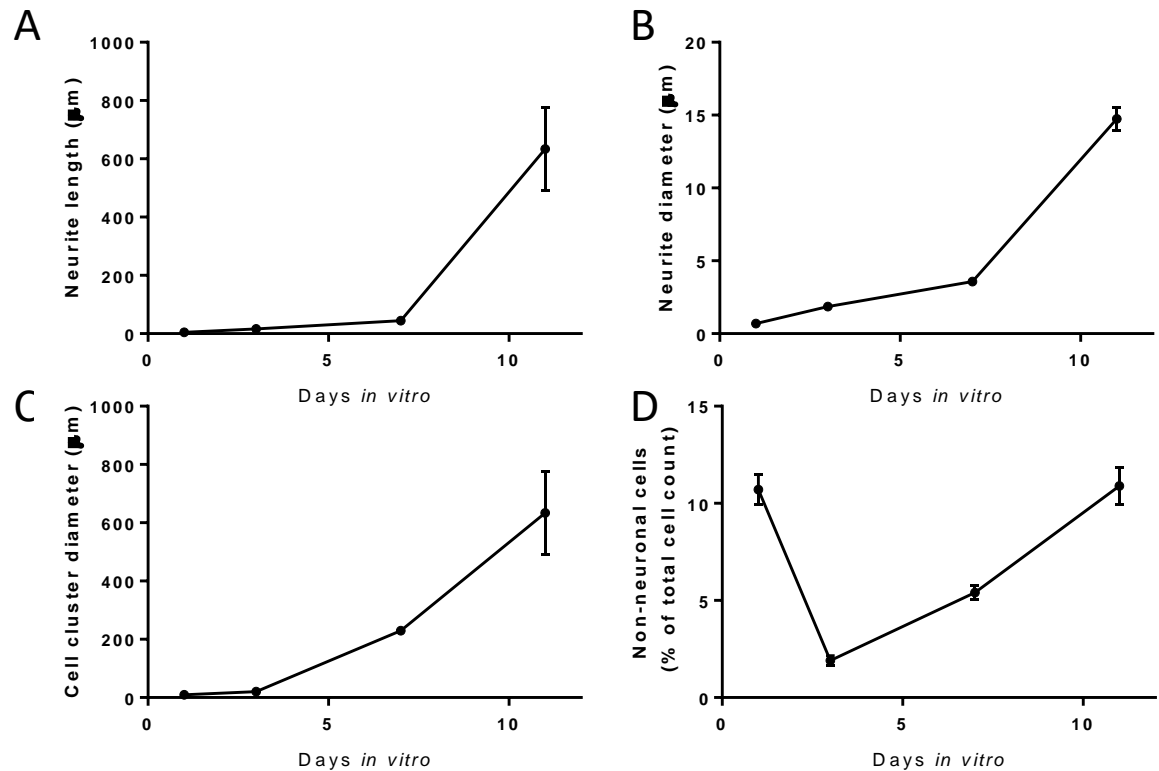 A
1000
800
600
400
200
0
0 5 10
Neurite length (µm)
Days in vitro
B
20
15
10
5
0
0 5 10
Neurite diameter (µm)
Days in vitro
C
1000
800
600
400
200
0
0 5 10
Cell cluster diameter (µm)
Days in vitro
D
15
10
5
0
0 5 10
Non-neuronal cells
(% of total cell count)
Days in vitro